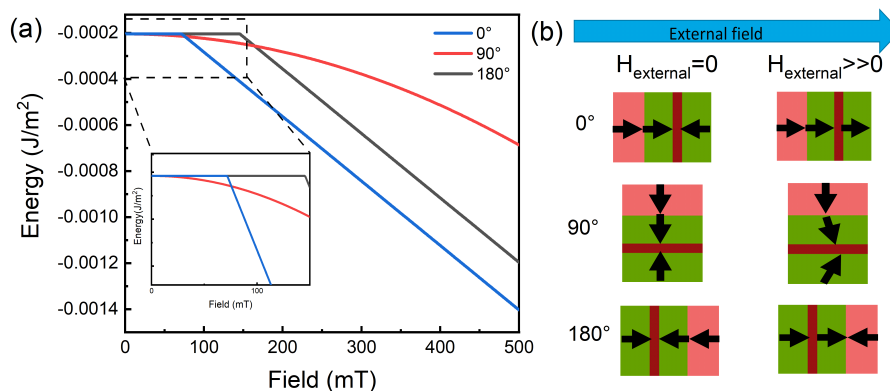 (a)
-0.0002
-0.0004
-0.0006
-0.0008
-0.0010
-0.0012
-0.0014
Energy (J/m²)
0°
90°
180°
Energy(J/m²)
0
100
Field (mT)
0
100
200
300
400
500
Field (mT)
(b)
External field
H_external=0
H_external>>0
0°
90°
180°